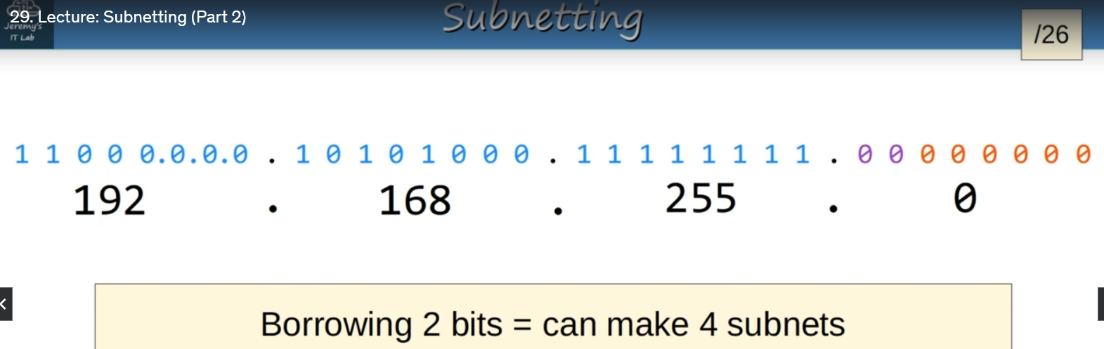 29. Lecture: Subnetting (Part 2)
Subnetting
Jeremy's
IT Lab
/26
1 1 0 0 0.0.0.0 . 1 0 1 0 1 0 0 0 . 1 1 1 1 1 1 1 1 . 0 0 0 0 0 0 0 0
192 . 168 . 255 . 0
Borrowing 2 bits = can make 4 subnets